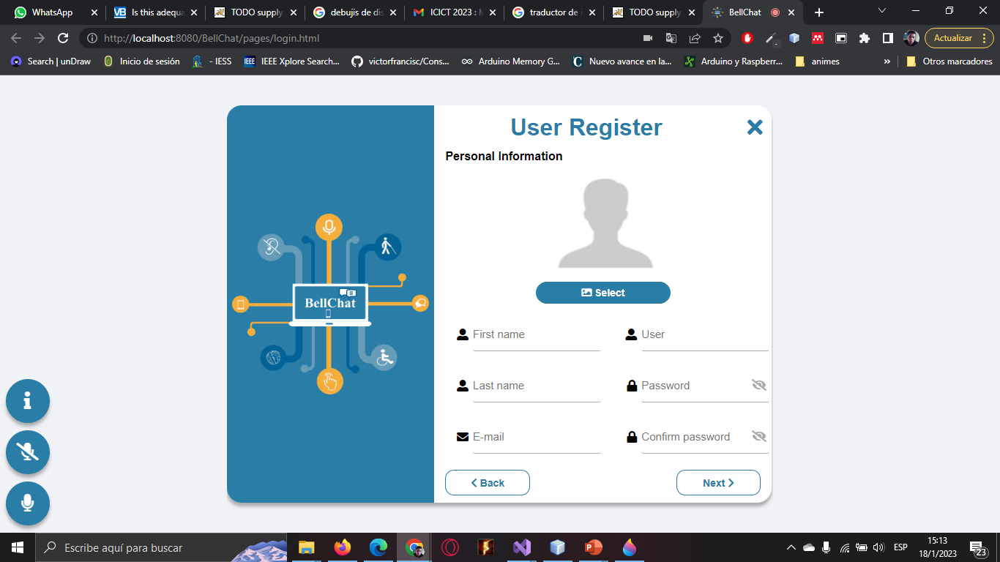 WhatsApp
Is this adequa
TODO supply
debujis de dis
ICICT 2023 : M
traductor de i
TODO supply
BellChat
http://localhost:8080/BellChat/pages/login.html
Actualizar
Search | unDraw
Inicio de sesión
- IESS
IEEE Xplore Search...
victorfrancisc/Cons...
Arduino Memory G...
Nuevo avance en la...
Arduino y Raspberr...
animes
»
Otros marcadores
User Register
Personal Information
Select
BellChat
First name
User
Last name
Password
E-mail
Confirm password
Back
Next
Escribe aquí para buscar
ESP
15:13
18/1/2023
23